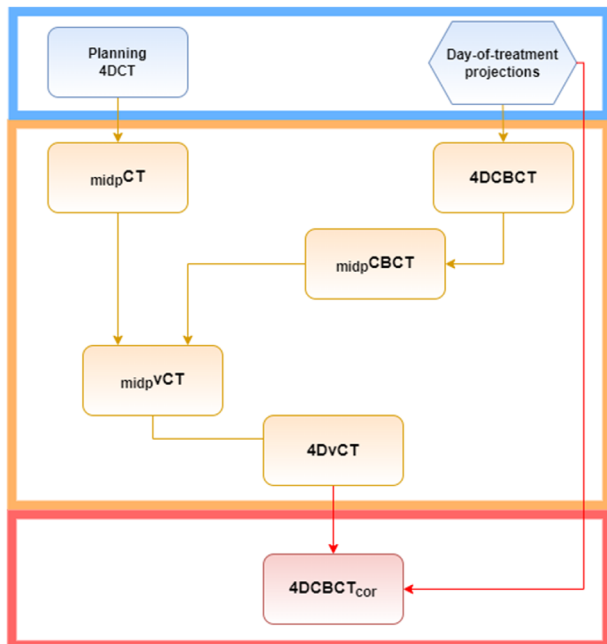 Planning
4DCT
Day-of-treatment
projections
midpCT
4DCBCT
midpCBCT
midpvCT
4DvCT
4DCBCTcor